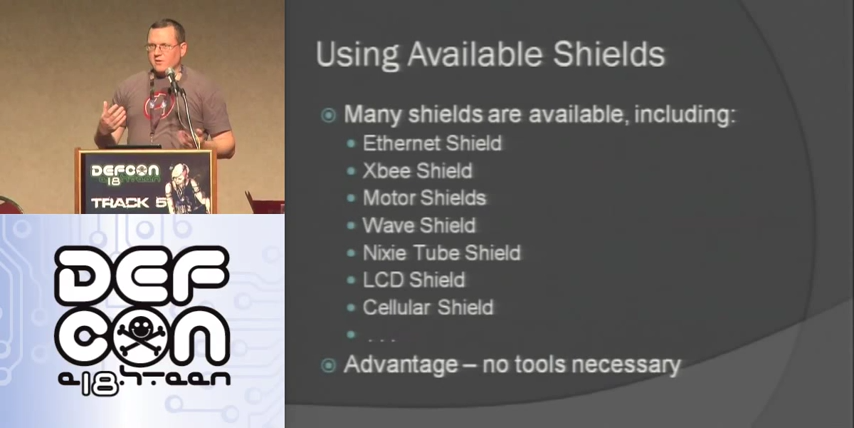 DEFCON
18
TRACK 5
DEF
CON
e18hteen
Using Available Shields
Many shields are available, including:
Ethernet Shield
Xbee Shield
Motor Shields
Wave Shield
Nixie Tube Shield
LCD Shield
Cellular Shield
. . .
Advantage – no tools necessary